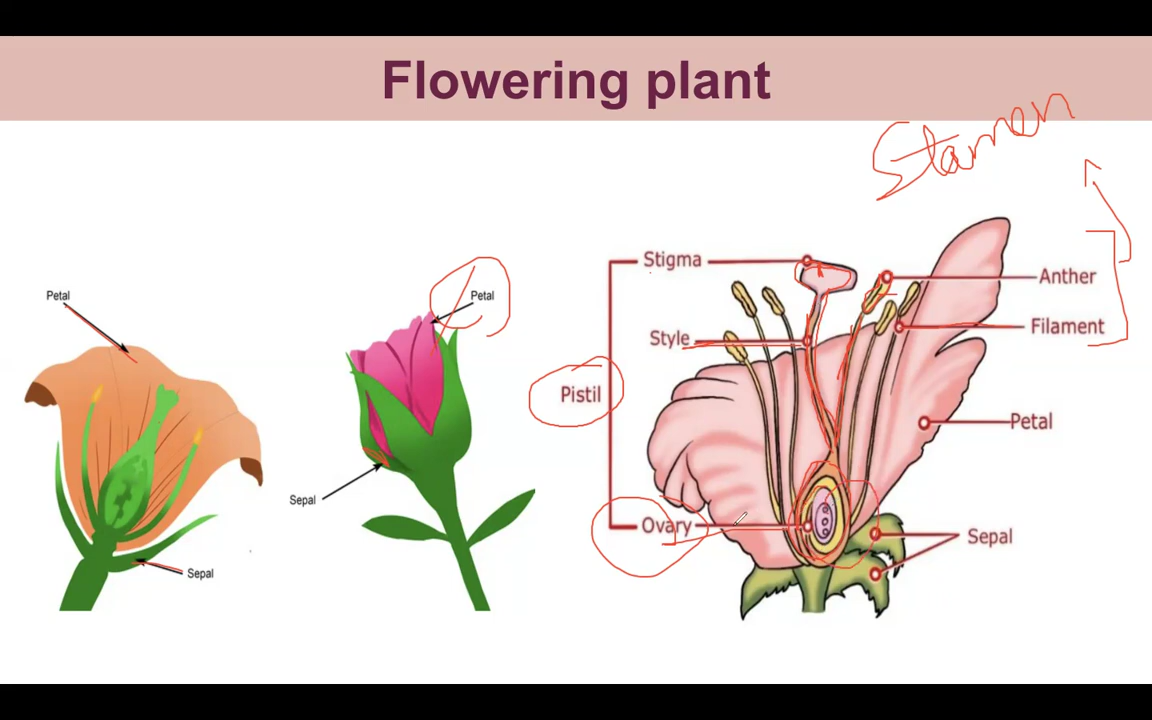 Flowering plant
Stamen
Petal
Sepal
Petal
Sepal
Stigma
Style
Pistil
Ovary
Anther
Filament
Petal
Sepal